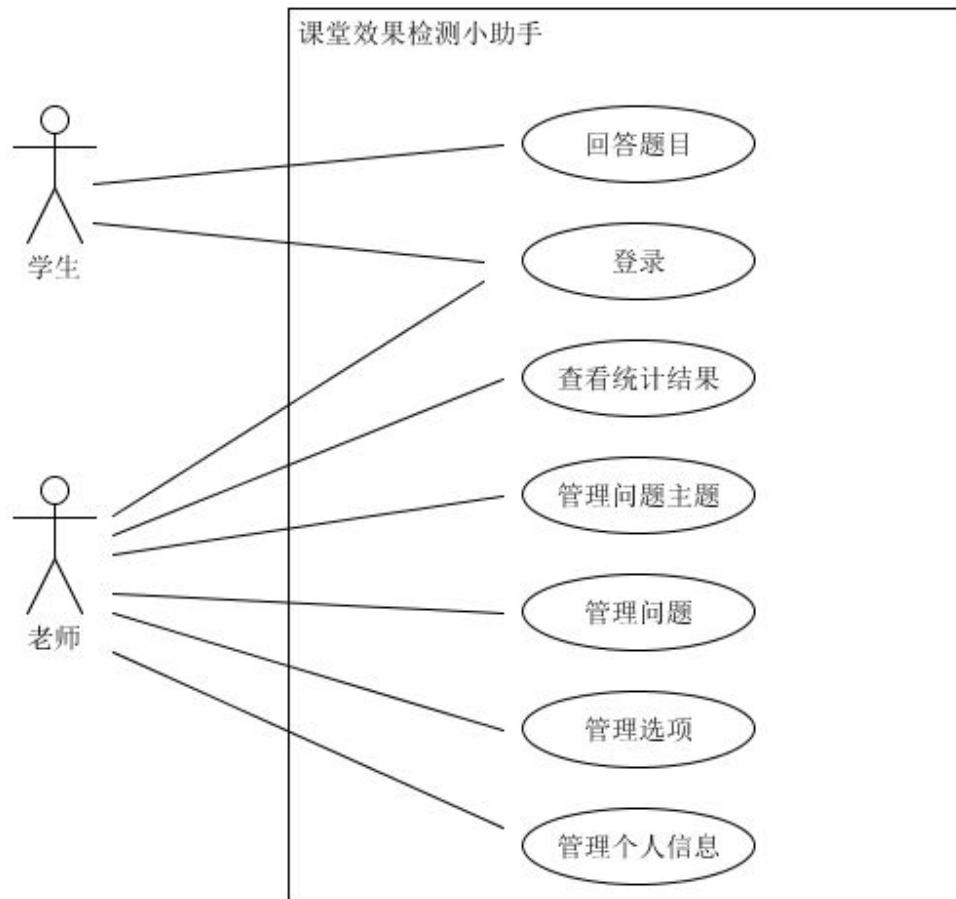 课堂效果检测小助手
回答题目
学生
登录
查看统计结果
管理问题主题
老师
管理问题
管理选项
管理个人信息